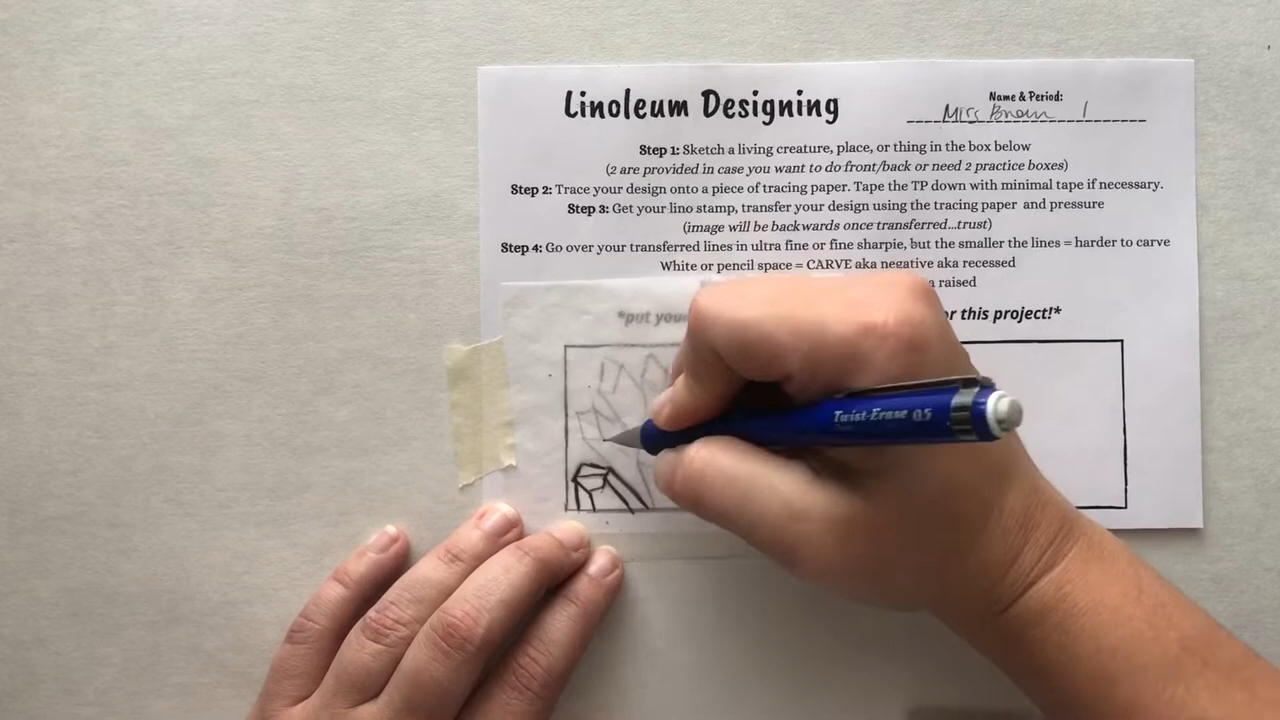 Linoleum Designing
Name & Period:
Miss Brown 1
Step 1: Sketch a living creature, place, or thing in the box below
(2 are provided in case you want to do front/back or need 2 practice boxes)
Step 2: Trace your design onto a piece of tracing paper. Tape the TP down with minimal tape if necessary.
Step 3: Get your lino stamp, transfer your design using the tracing paper and pressure
(image will be backwards once transferred...trust)
Step 4: Go over your transferred lines in ultra fine or fine sharpie, but the smaller the lines = harder to carve
White or pencil space = CARVE aka negative aka recessed
a raised
*put your
for this project!*
Twist-Erase 0.5